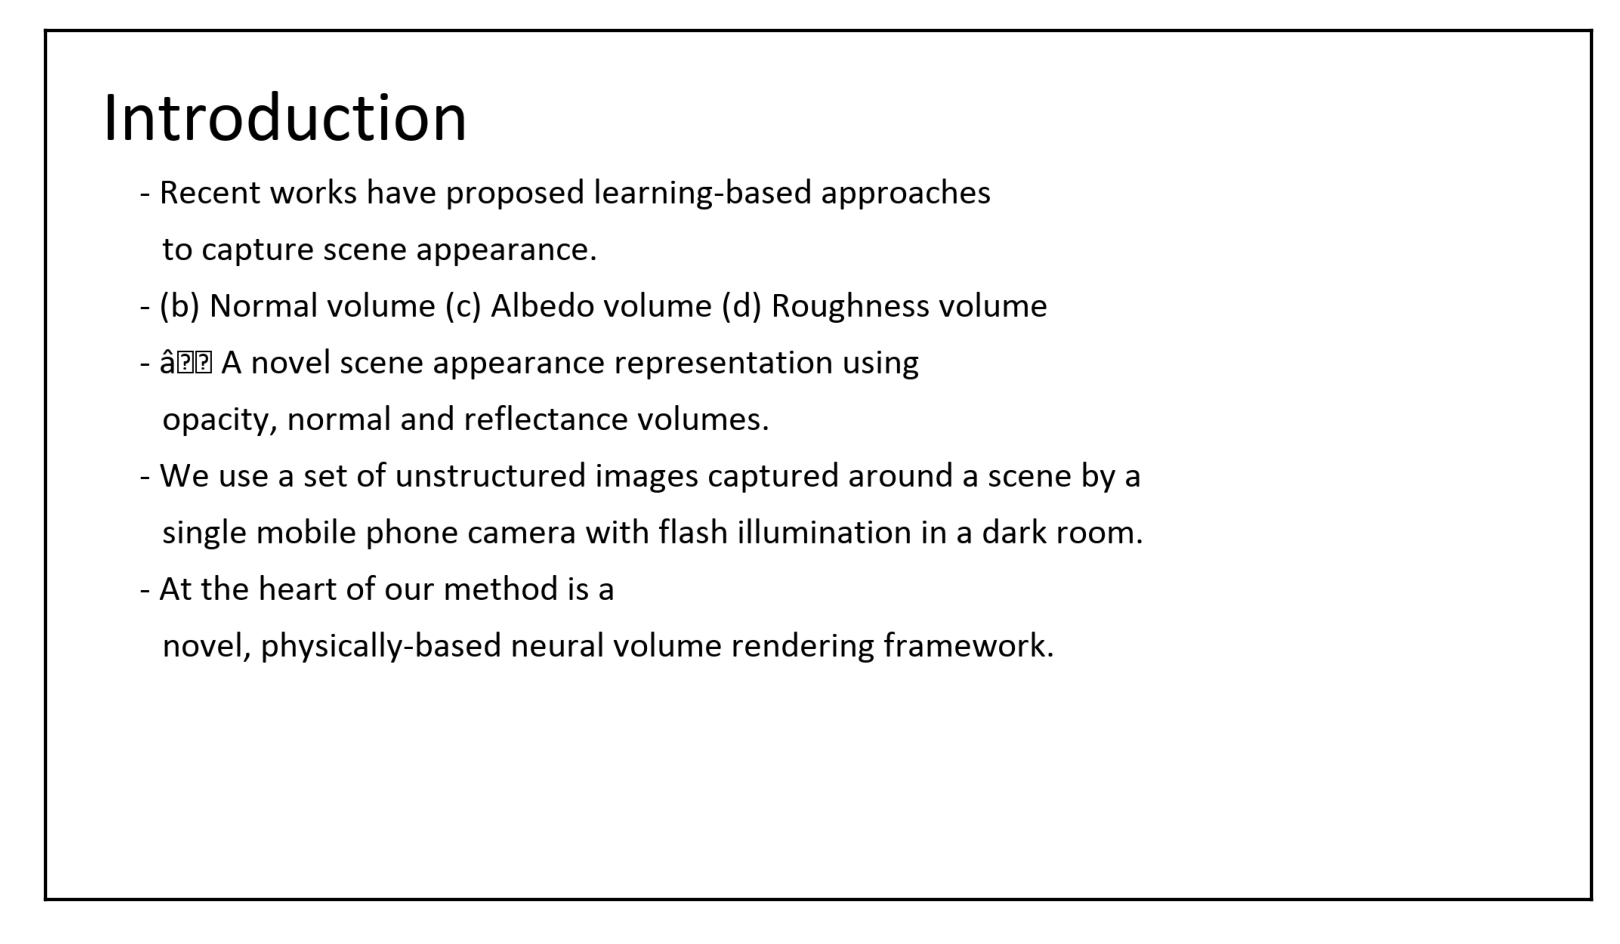 Introduction
- Recent works have proposed learning-based approaches
to capture scene appearance.
- (b) Normal volume (c) Albedo volume (d) Roughness volume
- â�� A novel scene appearance representation using
opacity, normal and reflectance volumes.
- We use a set of unstructured images captured around a scene by a
single mobile phone camera with flash illumination in a dark room.
- At the heart of our method is a
novel, physically-based neural volume rendering framework.